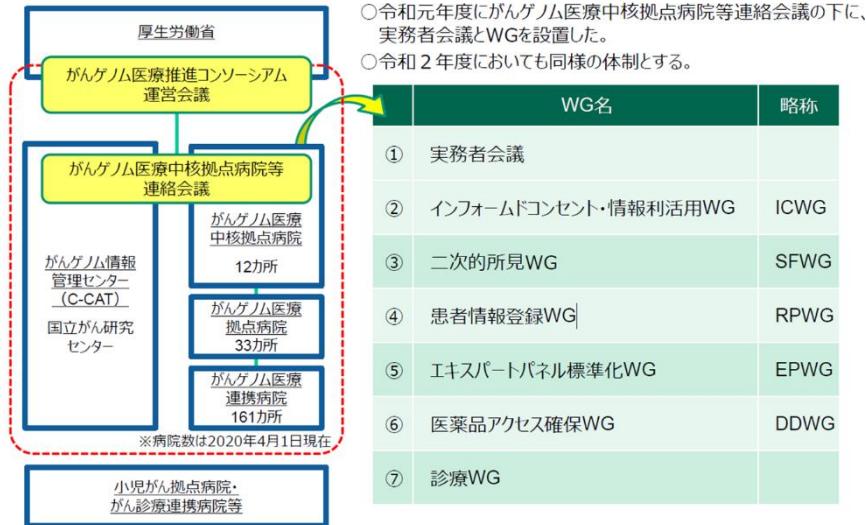 厚生労働省
がんゲノム医療推進コンソーシアム
運営会議
がんゲノム医療中核拠点病院等
連絡会議
がんゲノム情報
管理センター
（C-CAT）
国立がん研究
センター
がんゲノム医療
中核拠点病院
12カ所
がんゲノム医療
拠点病院
33カ所
がんゲノム医療
連携病院
161カ所
※病院数は2020年4月1日現在
小児がん拠点病院・
がん診療連携病院等
○令和元年度にがんゲノム医療中核拠点病院等連絡会議の下に、
実務者会議とWGを設置した。
○令和２年度においても同様の体制とする。
WG名 略称
① 実務者会議
② インフォームドコンセント・情報利活用WG ICWG
③ 二次的所見WG SFWG
④ 患者情報登録WG RPWG
⑤ エキスパートパネル標準化WG EPWG
⑥ 医薬品アクセス確保WG DDWG
⑦ 診療WG